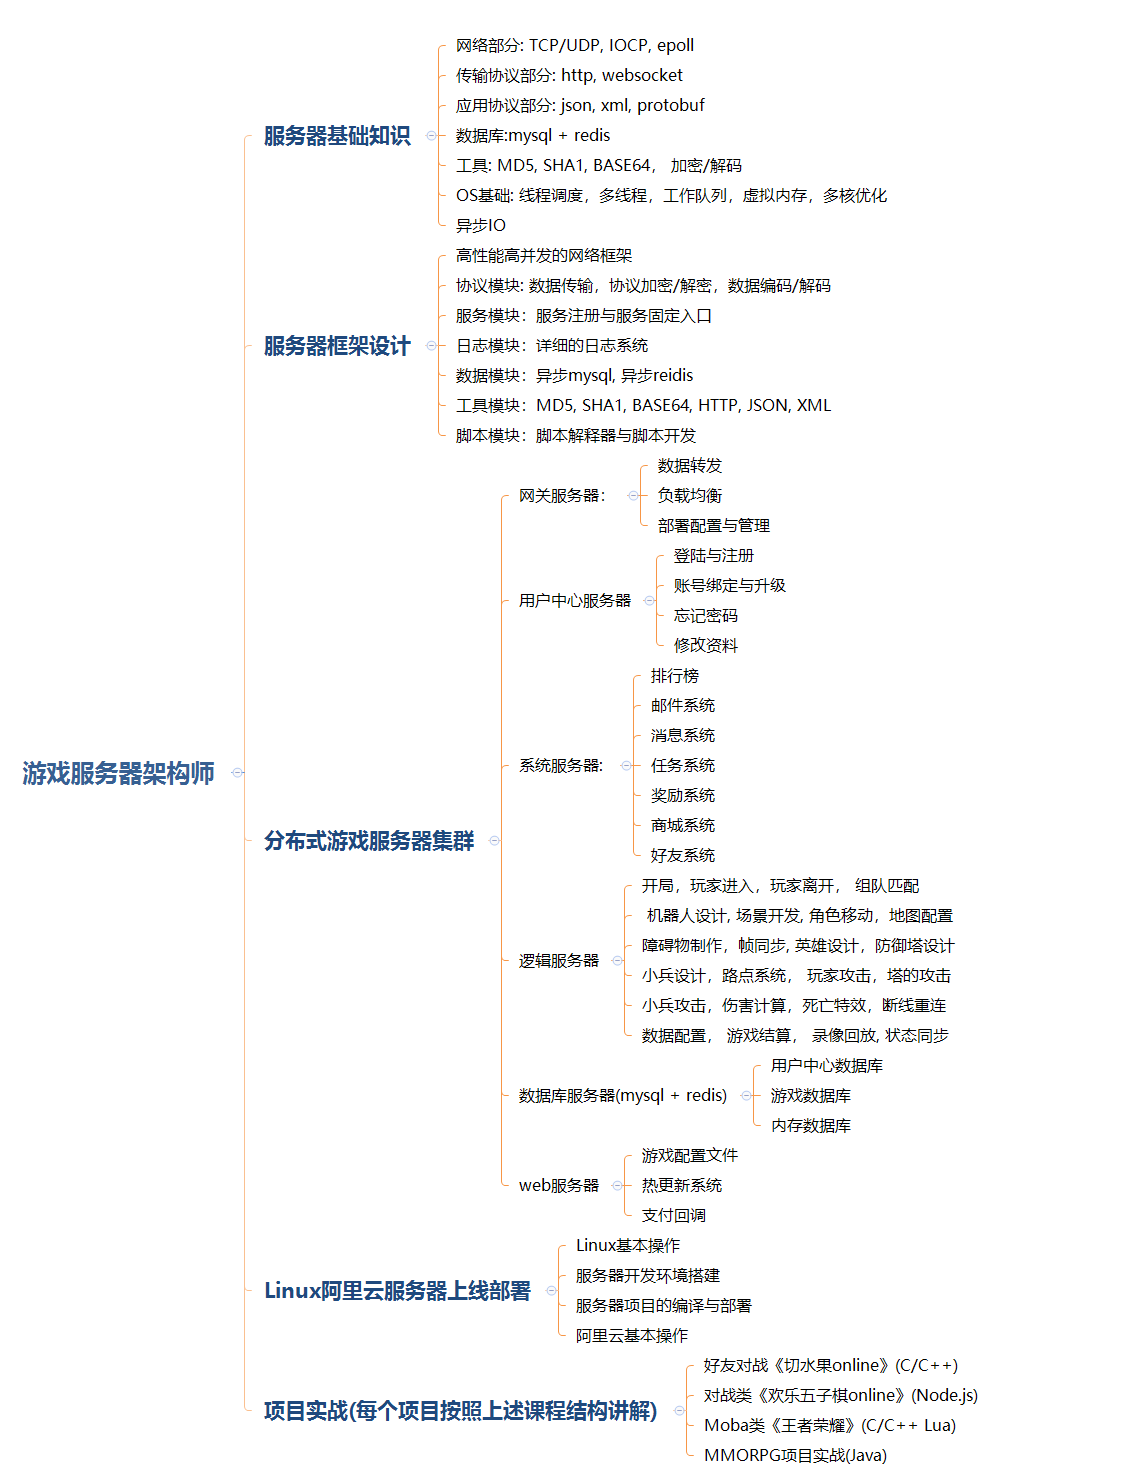 网络部分: TCP/UDP, IOCP, epoll
传输协议部分: http, websocket
应用协议部分: json, xml, protobuf
服务器基础知识
数据库:mysql + redis
工具: MD5, SHA1, BASE64， 加密/解码
OS基础: 线程调度，多线程，工作队列，虚拟内存，多核优化
异步IO
高性能高并发的网络框架
协议模块: 数据传输，协议加密/解密，数据编码/解码
服务模块：服务注册与服务固定入口
服务器框架设计
日志模块：详细的日志系统
数据模块：异步mysql, 异步reidis
工具模块：MD5, SHA1, BASE64, HTTP, JSON, XML
脚本模块：脚本解释器与脚本开发
网关服务器：
数据转发
负载均衡
部署配置与管理
用户中心服务器
登陆与注册
账号绑定与升级
忘记密码
修改资料
系统服务器:
排行榜
邮件系统
消息系统
任务系统
奖励系统
商城系统
好友系统
游戏服务器架构师
分布式游戏服务器集群
逻辑服务器
开局，玩家进入，玩家离开， 组队匹配
机器人设计, 场景开发, 角色移动，地图配置
障碍物制作，帧同步, 英雄设计，防御塔设计
小兵设计，路点系统， 玩家攻击，塔的攻击
小兵攻击，伤害计算，死亡特效，断线重连
数据配置， 游戏结算， 录像回放, 状态同步
数据库服务器(mysql + redis)
用户中心数据库
游戏数据库
内存数据库
web服务器
游戏配置文件
热更新系统
支付回调
Linux阿里云服务器上线部署
Linux基本操作
服务器开发环境搭建
服务器项目的编译与部署
阿里云基本操作
项目实战(每个项目按照上述课程结构讲解)
好友对战《切水果online》(C/C++)
对战类《欢乐五子棋online》(Node.js)
Moba类《王者荣耀》(C/C++ Lua)
MMORPG项目实战(Java)